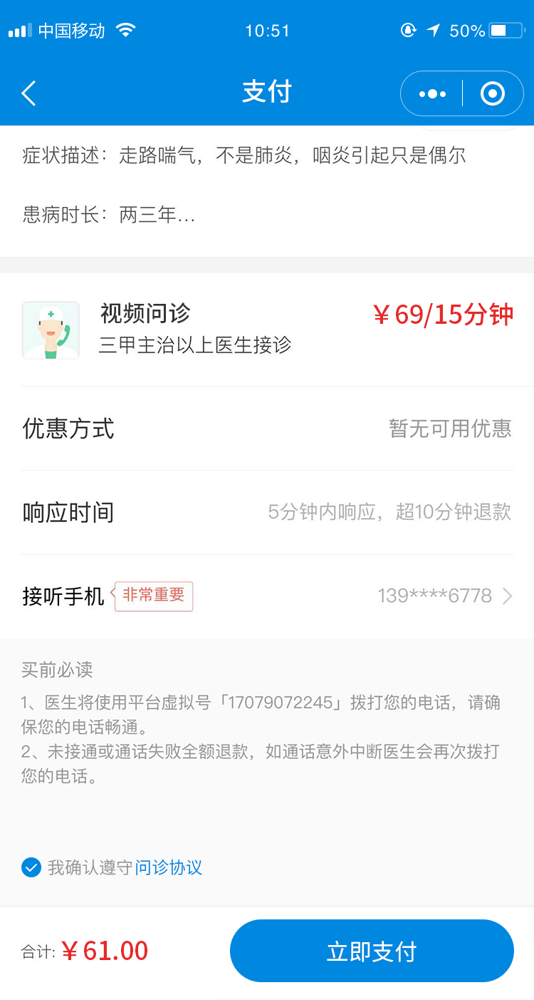 中国移动
10:51
50%
支付
症状描述：走路喘气，不是肺炎，咽炎引起只是偶尔
患病时长：两三年...
视频问诊
￥69/15分钟
三甲主治以上医生接诊
优惠方式
暂无可用优惠
响应时间
5分钟内响应，超10分钟退款
接听手机
非常重要
139****6778
买前必读
1、医生将使用平台虚拟号「17079072245」拨打您的电话，请确
保您的电话畅通。
2、未接通或通话失败全额退款，如通话意外中断医生会再次拨打
您的电话。
我确认遵守问诊协议
合计:￥61.00
立即支付